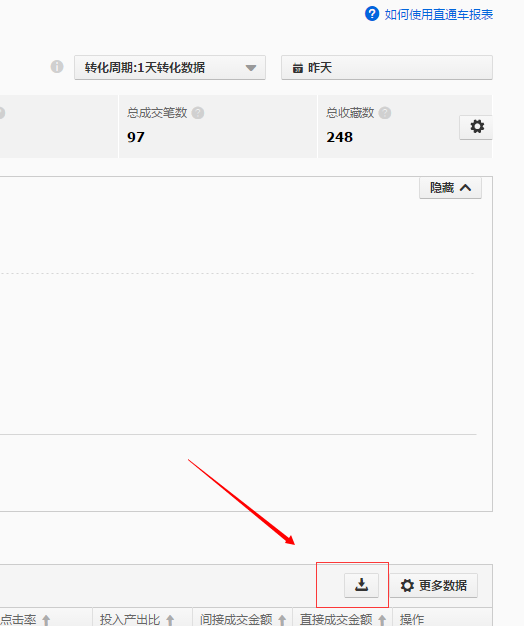 如何使用直通车报表
转化周期:1天转化数据
昨天
总成交笔数
总收藏数
97
248
隐藏
更多数据
点击率
投入产出比
间接成交金额
直接成交金额
操作